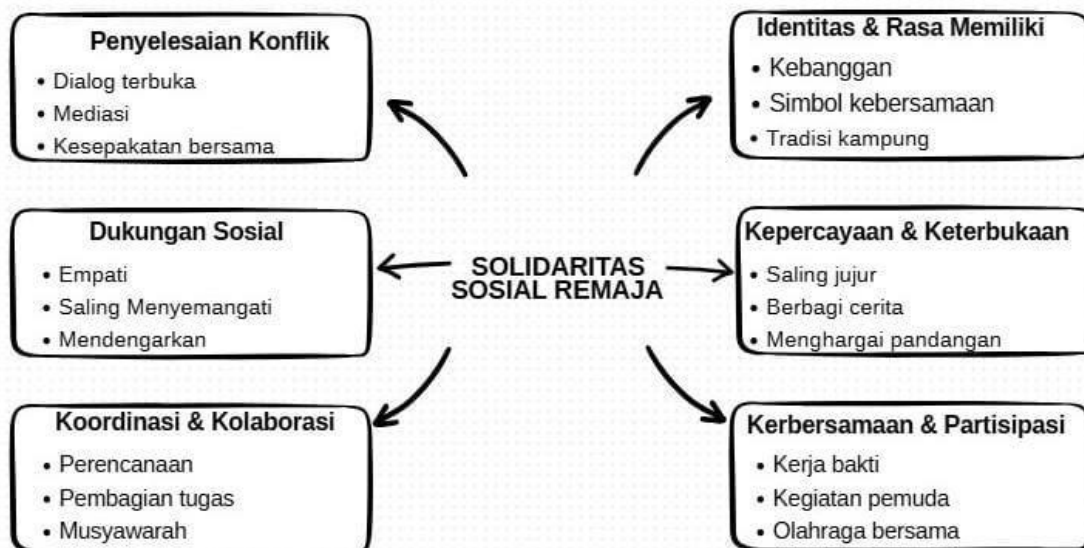 Penyelesaian Konflik
• Dialog terbuka
• Mediasi
• Kesepakatan bersama
Dukungan Sosial
• Empati
• Saling Menyemangati
• Mendengarkan
Koordinasi & Kolaborasi
• Perencanaan
• Pembagian tugas
• Musyawarah
SOLIDARITAS
SOSIAL REMAJA
Identitas & Rasa Memiliki
• Kebanggan
• Simbol kebersamaan
• Tradisi kampung
Kepercayaan & Keterbukaan
• Saling jujur
• Berbagi cerita
• Menghargai pandangan
Kerbersamaan & Partisipasi
• Kerja bakti
• Kegiatan pemuda
• Olahraga bersama